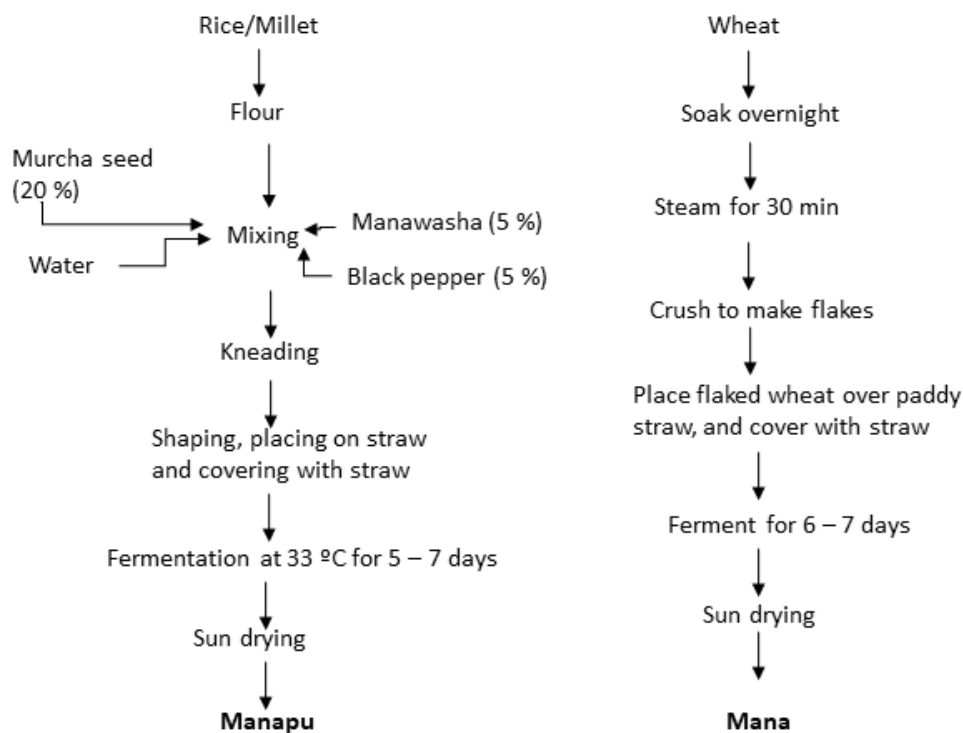 Rice/Millet
Flour
Murcha seed
(20 %)
Manawasha (5 %)
Mixing
Water
Black pepper (5 %)
Kneading
Shaping, placing on straw
and covering with straw
Fermentation at 33 ºC for 5 – 7 days
Sun drying
Manapu
Wheat
Soak overnight
Steam for 30 min
Crush to make flakes
Place flaked wheat over paddy
straw, and cover with straw
Ferment for 6 – 7 days
Sun drying
Mana